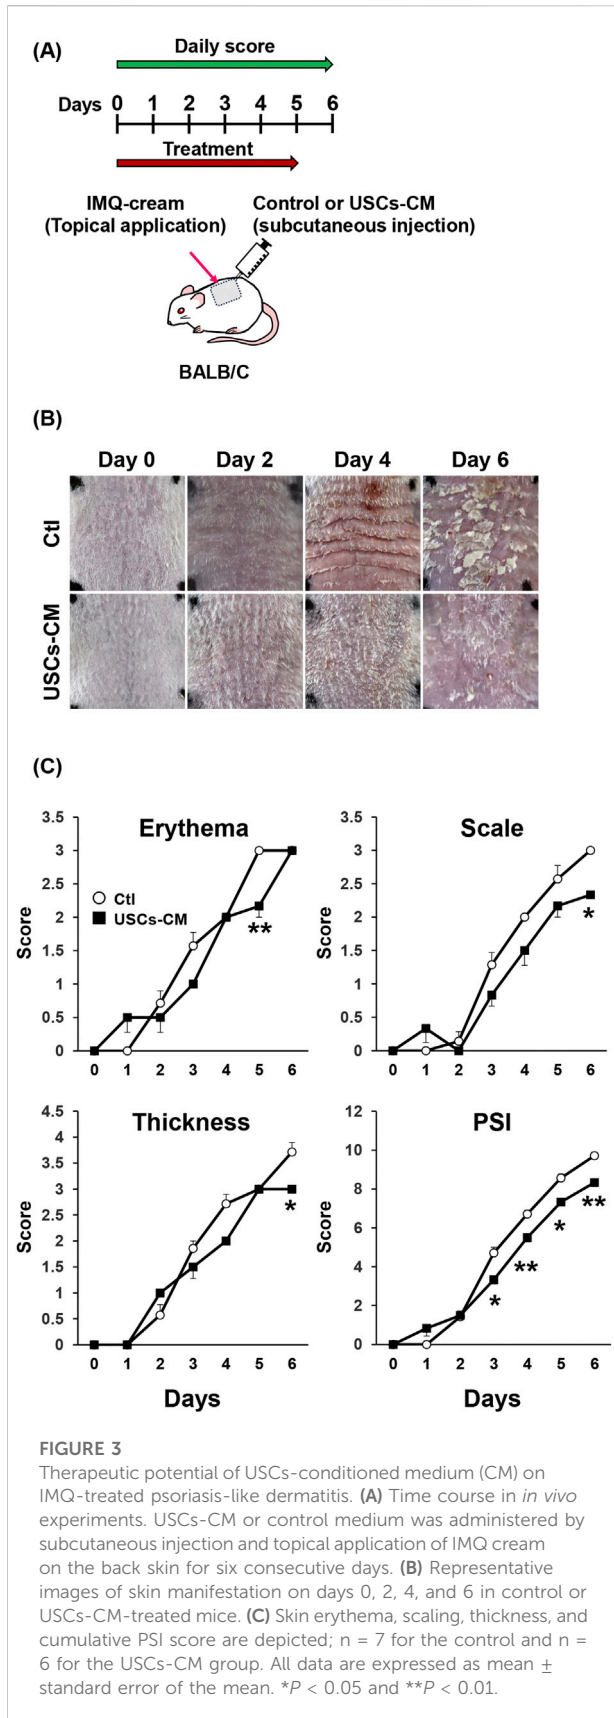 (A)
Daily score
Days 0 1 2 3 4 5 6
Treatment
IMQ-cream
(Topical application)
Control or USCs-CM
(subcutaneous injection)
BALB/C
(B)
Day 0 Day 2 Day 4 Day 6
Ctl
USCs-CM
(C)
Erythema
Score
3.5
3
2.5
2
1.5
1
0.5
0
Ctl
USCs-CM
**
0 1 2 3 4 5 6
Scale
Score
3.5
3
2.5
2
1.5
1
0.5
0
*
0 1 2 3 4 5 6
Thickness
Score
4.5
4
3.5
3
2.5
2
1.5
1
0.5
0
*
0 1 2 3 4 5 6
Days
PSI
Score
12
10
8
6
4
2
0
* ** * **
0 1 2 3 4 5 6
Days
FIGURE 3
Therapeutic potential of USCs-conditioned medium (CM) on
IMQ-treated psoriasis-like dermatitis. (A) Time course in in vivo
experiments. USCs-CM or control medium was administered by
subcutaneous injection and topical application of IMQ cream
on the back skin for six consecutive days. (B) Representative
images of skin manifestation on days 0, 2, 4, and 6 in control or
USCs-CM-treated mice. (C) Skin erythema, scaling, thickness, and
cumulative PSI score are depicted; n = 7 for the control and n =
6 for the USCs-CM group. All data are expressed as mean ±
standard error of the mean. *P < 0.05 and **P < 0.01.